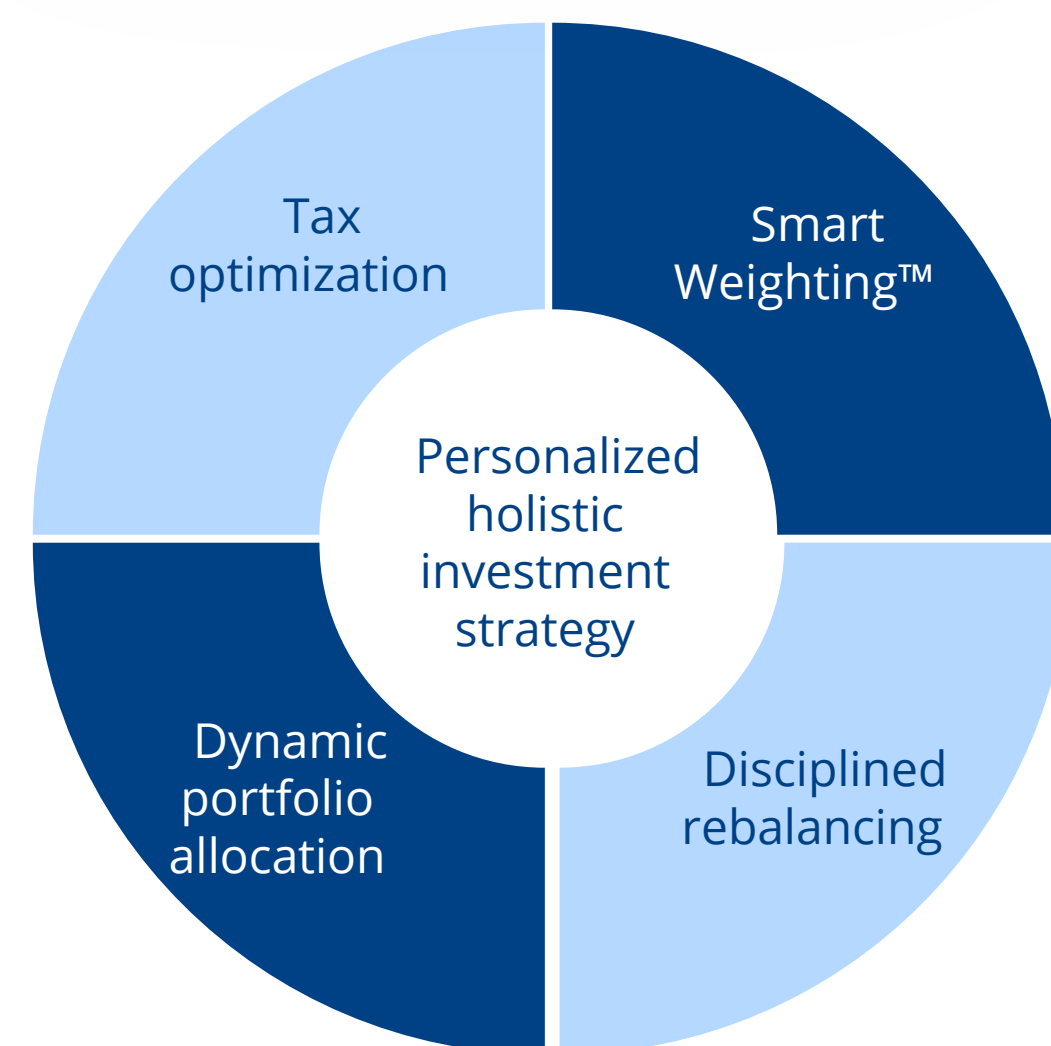 Tax
optimization
Smart
Weighting™
Personalized
holistic
investment
strategy
Dynamic
portfolio
allocation
Disciplined
rebalancing